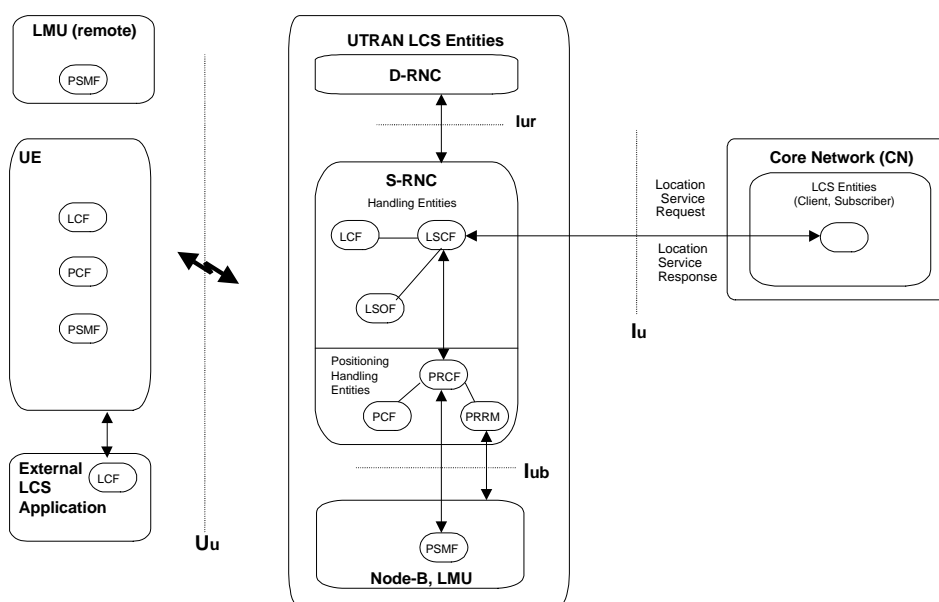 LMU (remote)
PSMF
UE
LCF
PCF
PSMF
External
LCS
Application
LCF
Uu
UTRAN LCS Entities
D-RNC
Iur
S-RNC
Handling Entities
LCF
LSCF
LSOF
Positioning
Handling
Entities
PRCF
PCF
PRRM
Iub
PSMF
Node-B, LMU
Location
Service
Request
Location
Service
Response
Iu
Core Network (CN)
LCS Entities
(Client, Subscriber)